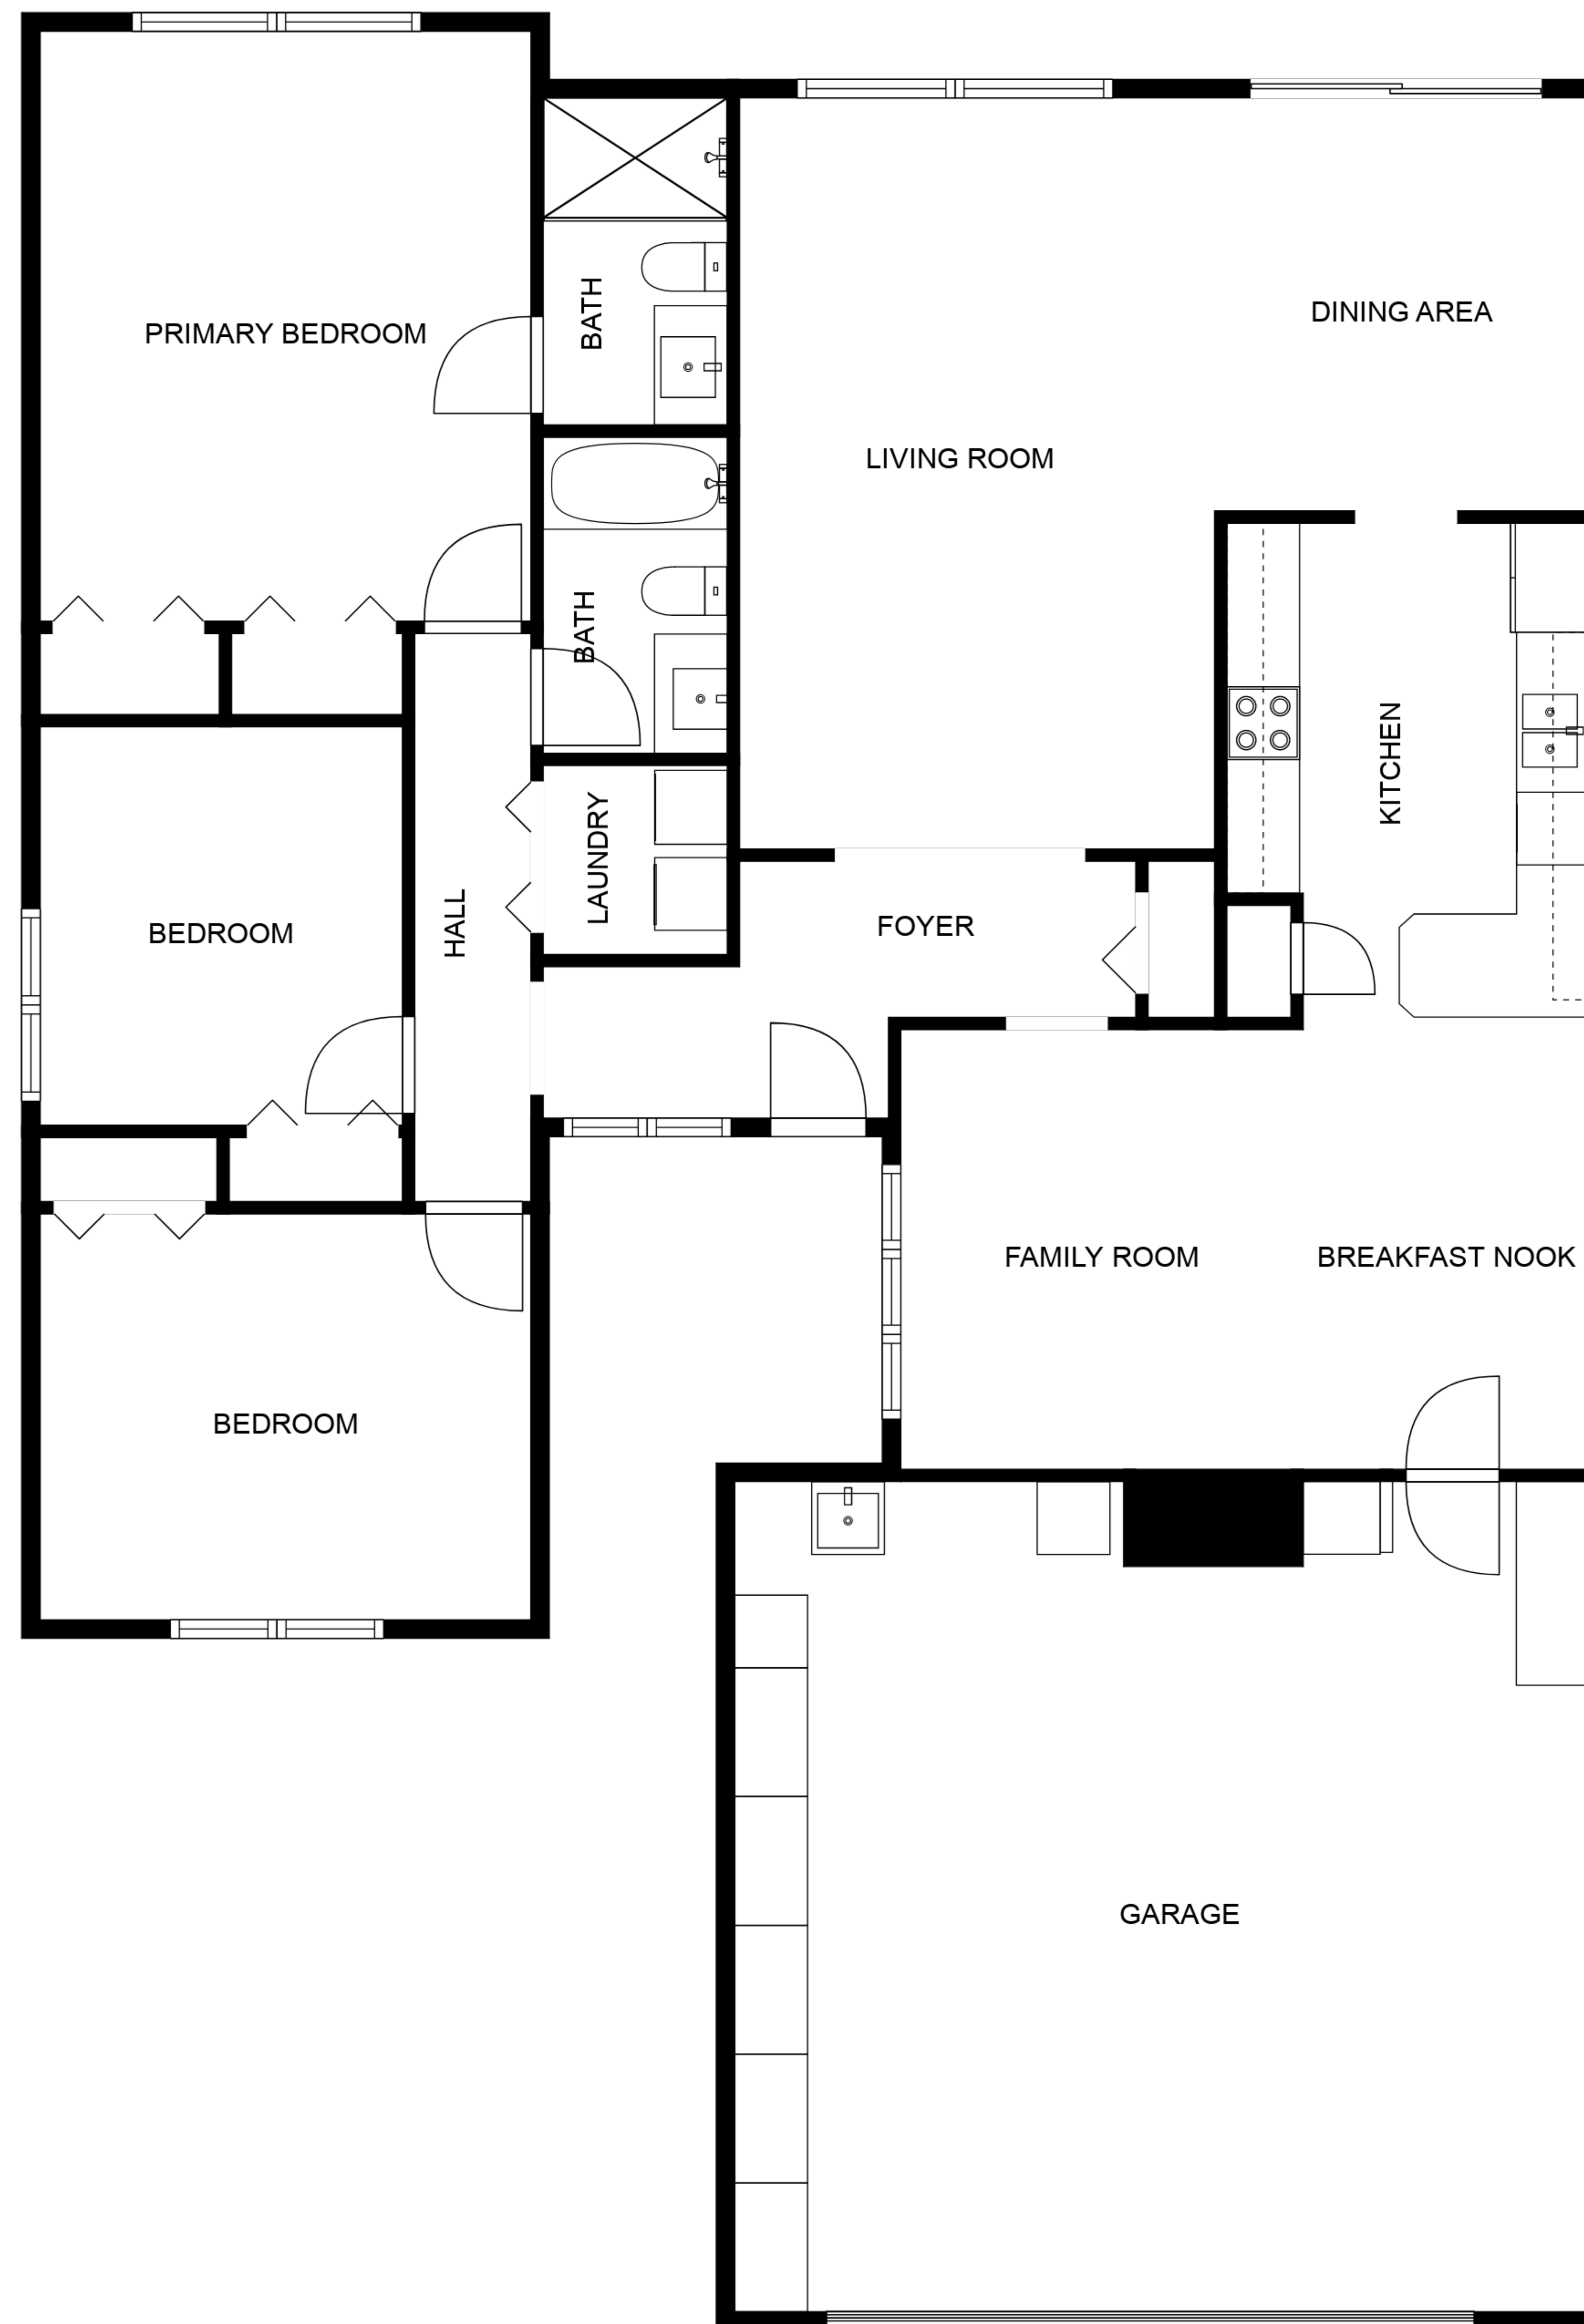 BATH
DINING AREA
PRIMARY BEDROOM
LIVING ROOM
BATH
KITCHEN
LAUNDRY
HALL
FOYER
BEDROOM
FAMILY ROOM
BREAKFAST NOOK
BEDROOM
GARAGE